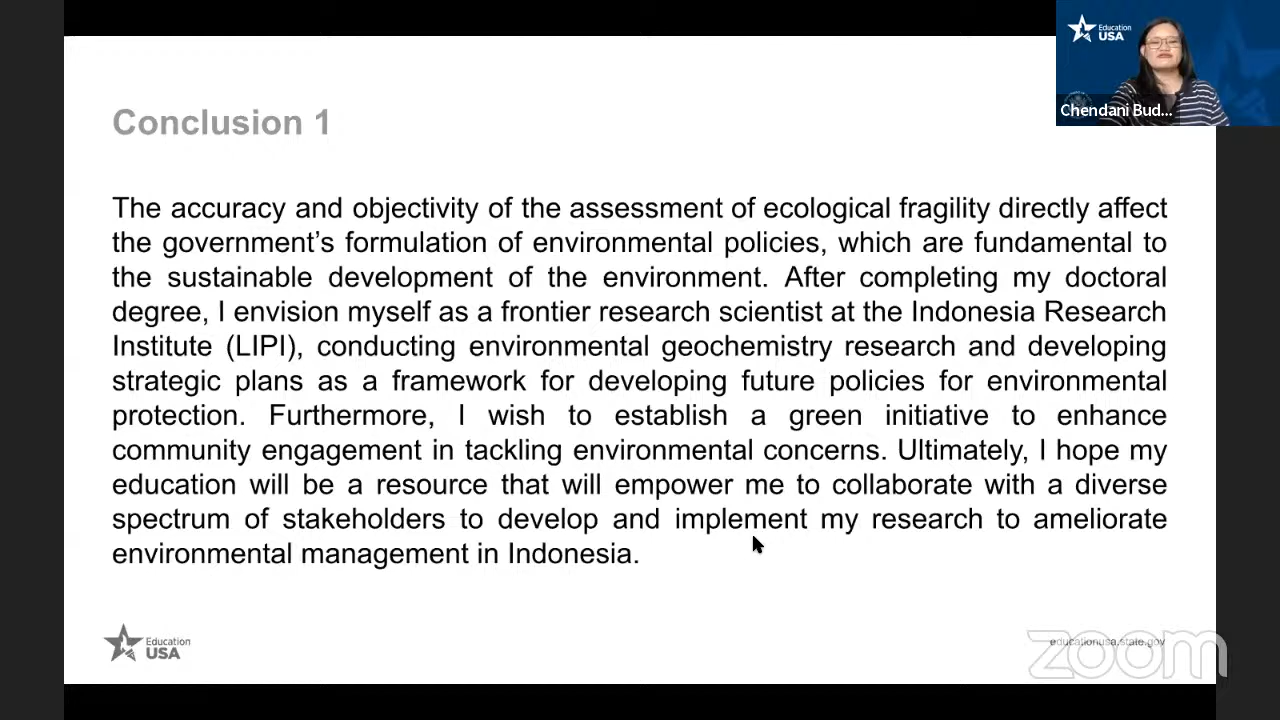 Education
USA
Chendani Bud...
Conclusion 1
The accuracy and objectivity of the assessment of ecological fragility directly affect
the government's formulation of environmental policies, which are fundamental to
the sustainable development of the environment. After completing my doctoral
degree, I envision myself as a frontier research scientist at the Indonesia Research
Institute (LIPI), conducting environmental geochemistry research and developing
strategic plans as a framework for developing future policies for environmental
protection. Furthermore, I wish to establish a green initiative to enhance
community engagement in tackling environmental concerns. Ultimately, I hope my
education will be a resource that will empower me to collaborate with a diverse
spectrum of stakeholders to develop and implement my research to ameliorate
environmental management in Indonesia.
Education
USA
educationusa.state.gov
zoom